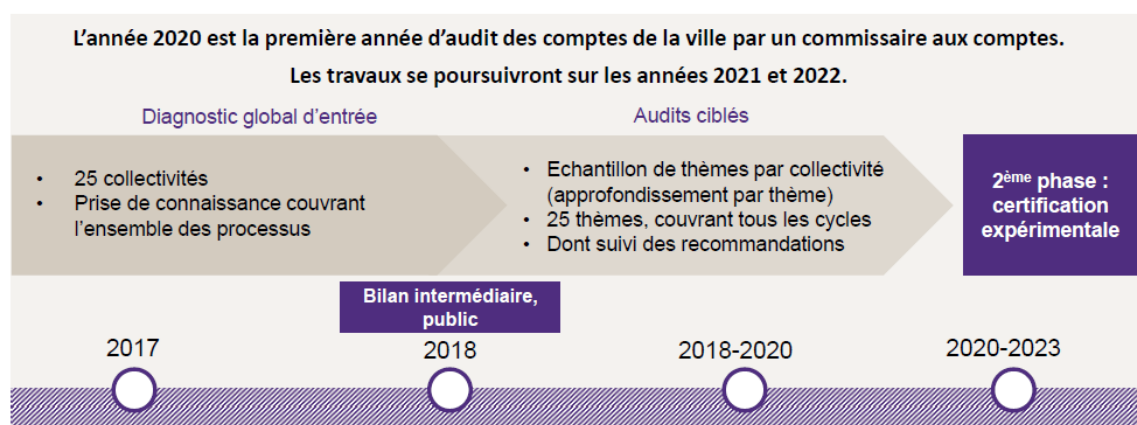 L’année 2020 est la première année d’audit des comptes de la ville par un commissaire aux comptes.
Les travaux se poursuivront sur les années 2021 et 2022.
Diagnostic global d’entrée
Audits ciblés
• 25 collectivités
• Prise de connaissance couvrant
l’ensemble des processus
• Echantillon de thèmes par collectivité
(approfondissement par thème)
• 25 thèmes, couvrant tous les cycles
• Dont suivi des recommandations
2ème phase :
certification
expérimentale
Bilan intermédiaire,
public
2017
2018
2018-2020
2020-2023